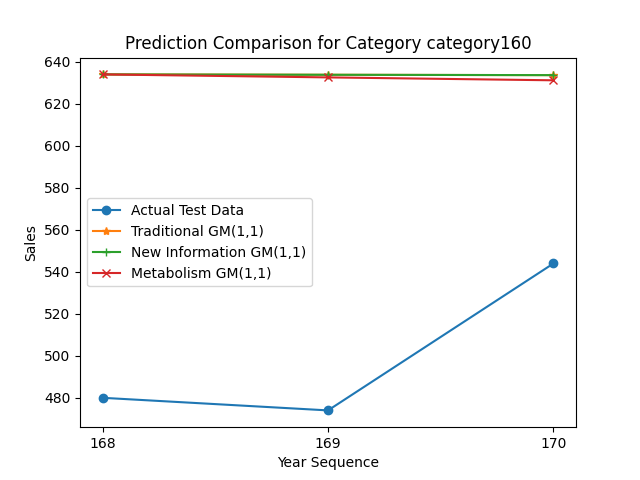 Prediction Comparison for Category category160
640
620
600
580
560
540
520
500
480
Sales
Actual Test Data
Traditional GM(1,1)
New Information GM(1,1)
Metabolism GM(1,1)
168
169
170
Year Sequence